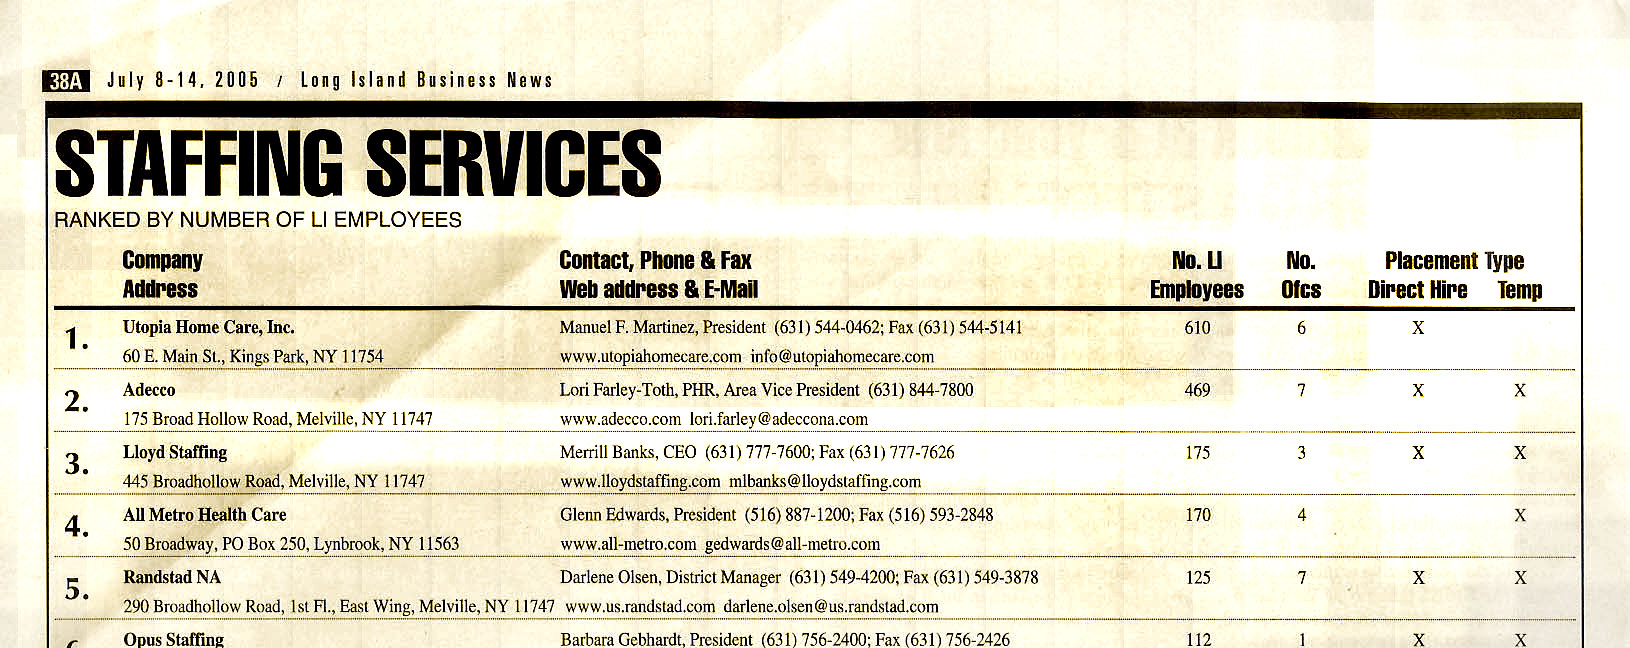 38A July 8-14, 2005 / Long Island Business News
STAFFING SERVICES
RANKED BY NUMBER OF LI EMPLOYEES
Company Contact, Phone & Fax No. LI No. Placement Type
Address Web address & E-Mail Employees Ofcs Direct Hire Temp
1. Utopia Home Care, Inc. Manuel F. Martinez, President (631) 544-0462; Fax (631) 544-5141 610 6 X
60 E. Main St., Kings Park, NY 11754 www.utopiahomecare.com info@utopiahomecare.com
2. Adecco Lori Farley-Toth, PHR, Area Vice President (631) 844-7800 469 7 X X
175 Broad Hollow Road, Melville, NY 11747 www.adecco.com lori.farley@adeccona.com
3. Lloyd Staffing Merrill Banks, CEO (631) 777-7600; Fax (631) 777-7626 175 3 X X
445 Broadhollow Road, Melville, NY 11747 www.lloydstaffing.com mlbanks@lloydstaffing.com
4. All Metro Health Care Glenn Edwards, President (516) 887-1200; Fax (516) 593-2848 170 4 X
50 Broadway, PO Box 250, Lynbrook, NY 11563 www.all-metro.com gedwards@all-metro.com
5. Randstad NA Darlene Olsen, District Manager (631) 549-4200; Fax (631) 549-3878 125 7 X X
290 Broadhollow Road, 1st Fl., East Wing, Melville, NY 11747 www.us.randstad.com darlene.olsen@us.randstad.com
Opus Staffing Barbara Gebhardt, President (631) 756-2400; Fax (631) 756-2426 112 1 X X